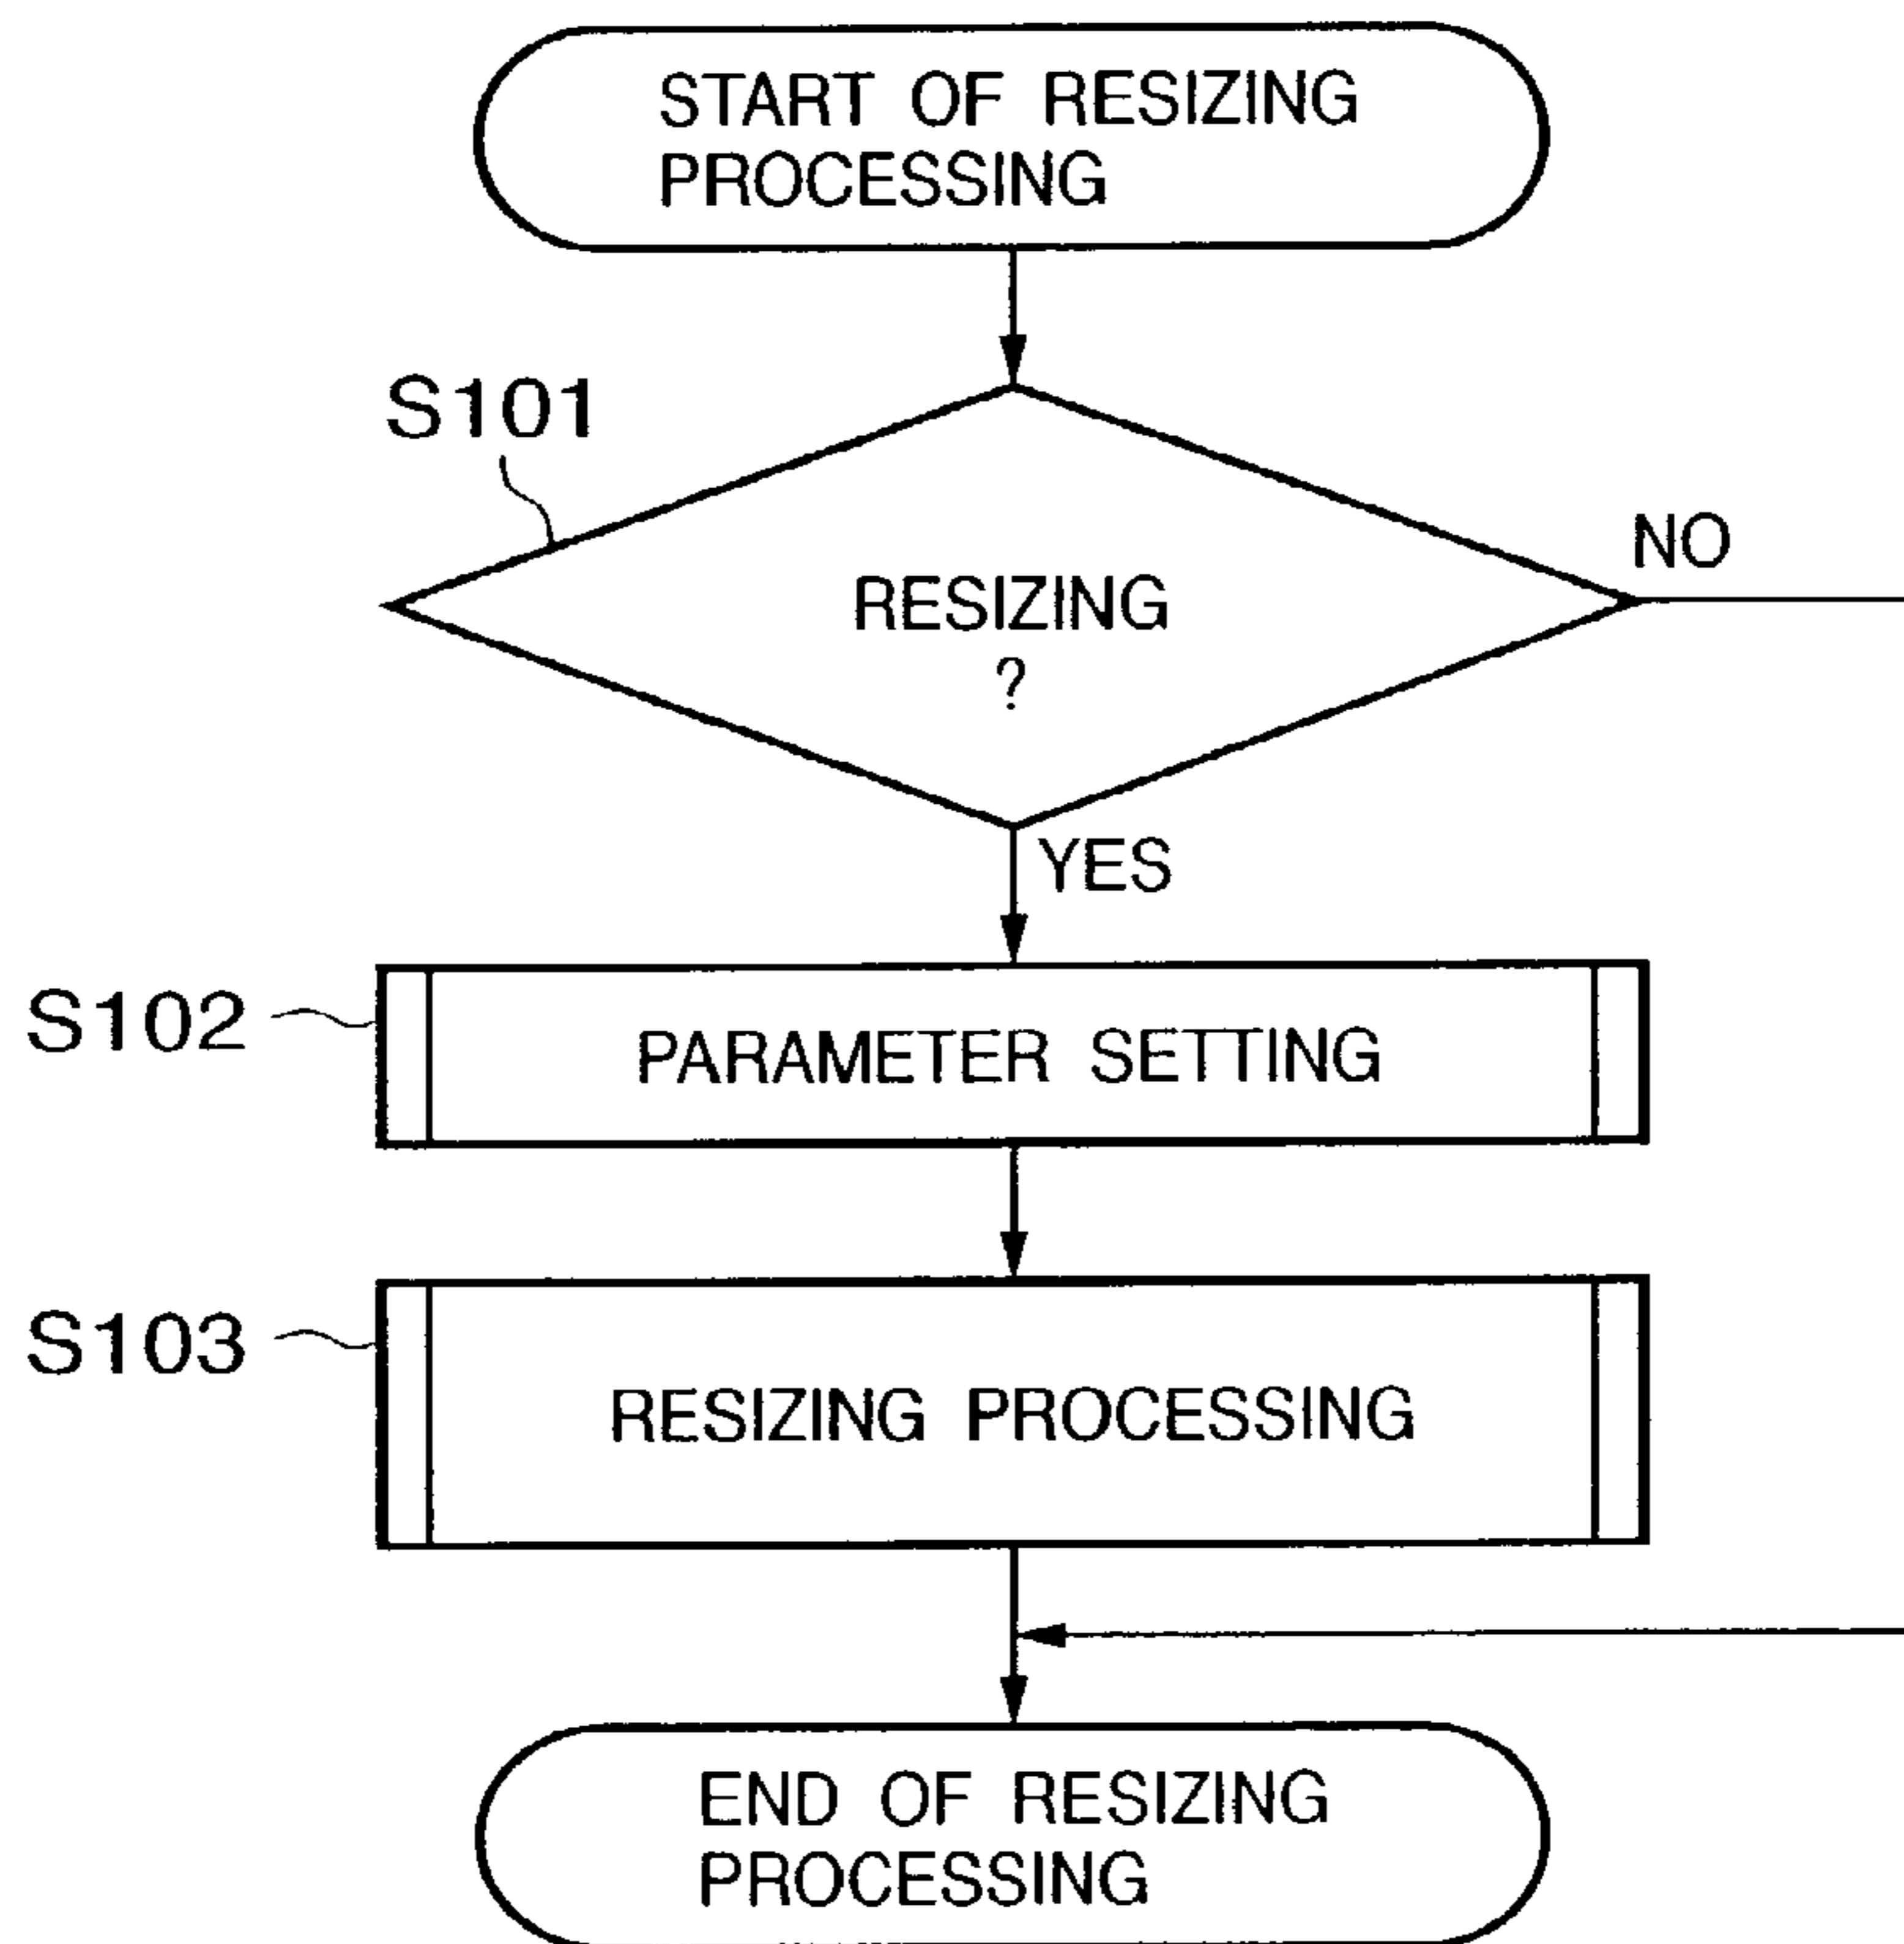 START OF RESIZING
PROCESSING
S101
NO
RESIZING
?
YES
S102
PARAMETER SETTING
S103
RESIZING PROCESSING
END OF RESIZING
PROCESSING